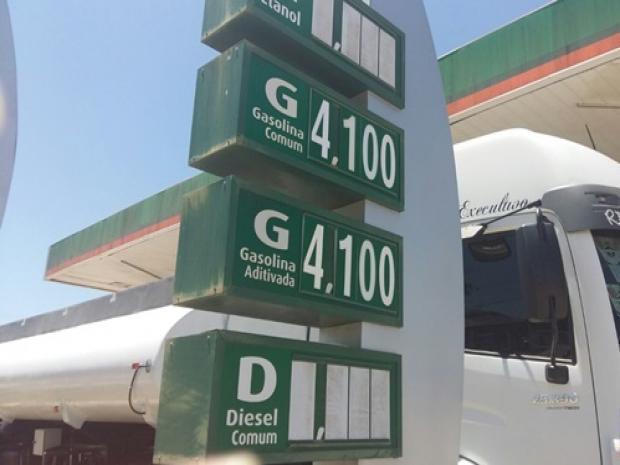 Etanol
G
Gasolina
Comum
4,100
G
Gasolina
Aditivada
4,100
D
Diesel
Comum
Executivo